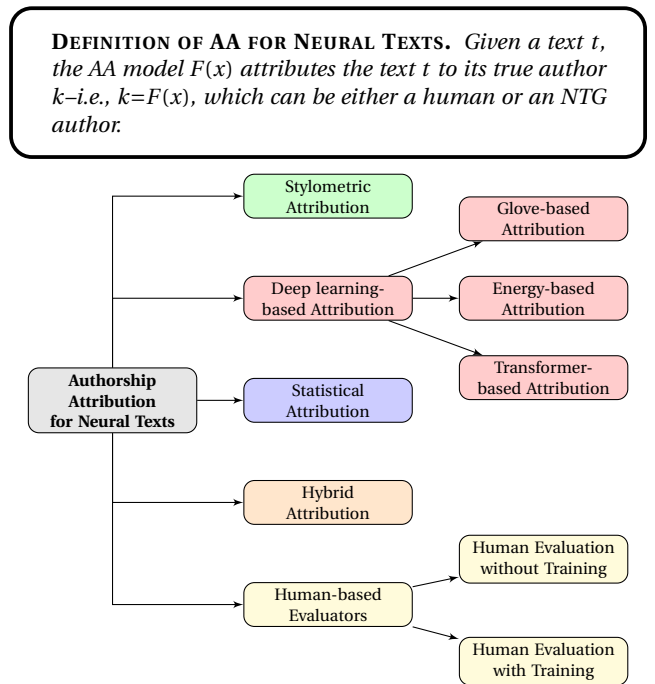 DEFINITION OF AA FOR NEURAL TEXTS. Given a text t,
the AA model F(x) attributes the text t to its true author
k–i.e., k=F(x), which can be either a human or an NTG
author.
Stylometric
Attribution
Glove-based
Attribution
Deep learning-
based Attribution
Energy-based
Attribution
Transformer-
based Attribution
Authorship
Attribution
for Neural Texts
Statistical
Attribution
Hybrid
Attribution
Human-based
Evaluators
Human Evaluation
without Training
Human Evaluation
with Training